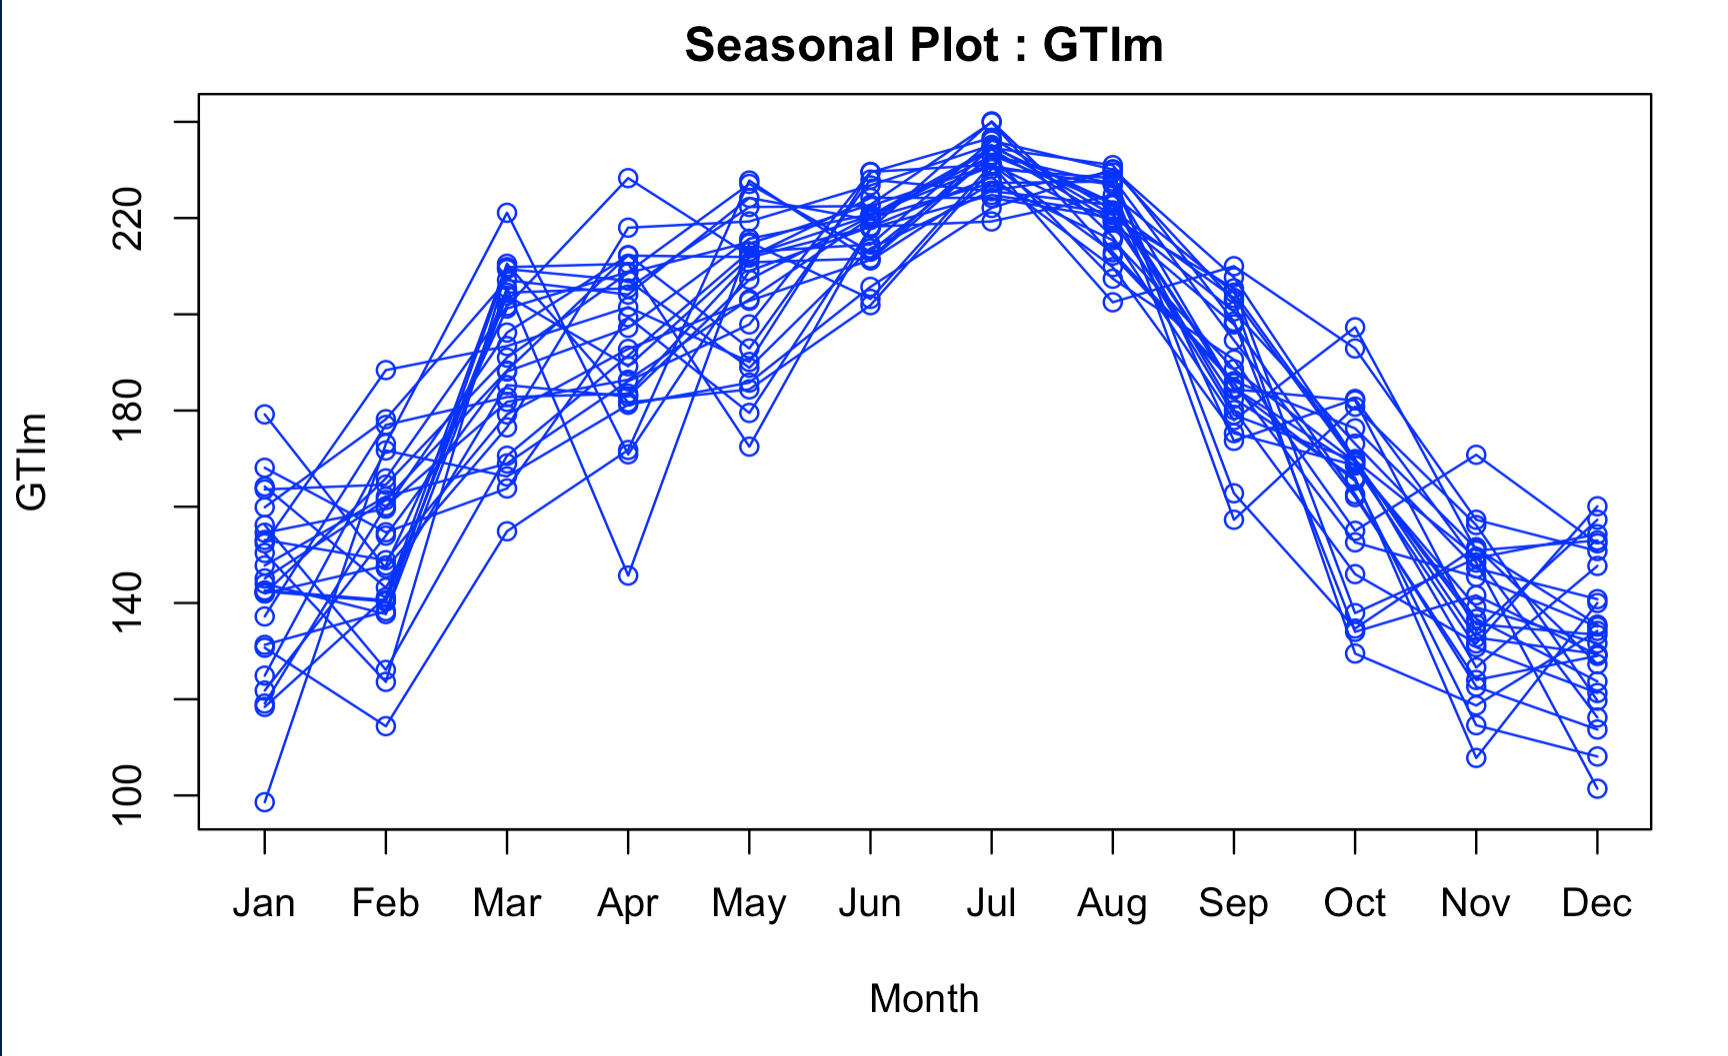 Seasonal Plot : GTIm
GTIm
220
180
140
100
Jan Feb Mar Apr May Jun Jul Aug Sep Oct Nov Dec
Month